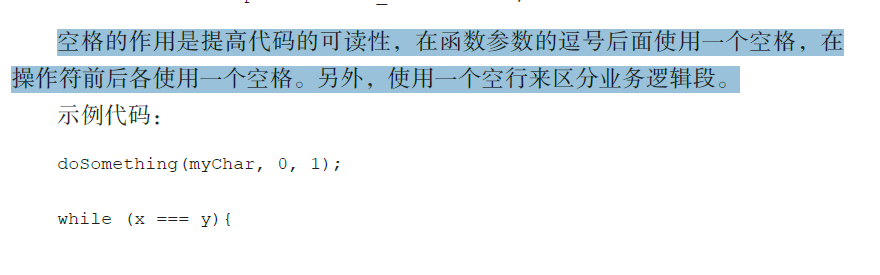 空格的作用是提高代码的可读性，在函数参数的逗号后面使用一个空格，在
操作符前后各使用一个空格。另外，使用一个空行来区分业务逻辑段。
示例代码：
doSomething(myChar, 0, 1);
while (x === y){